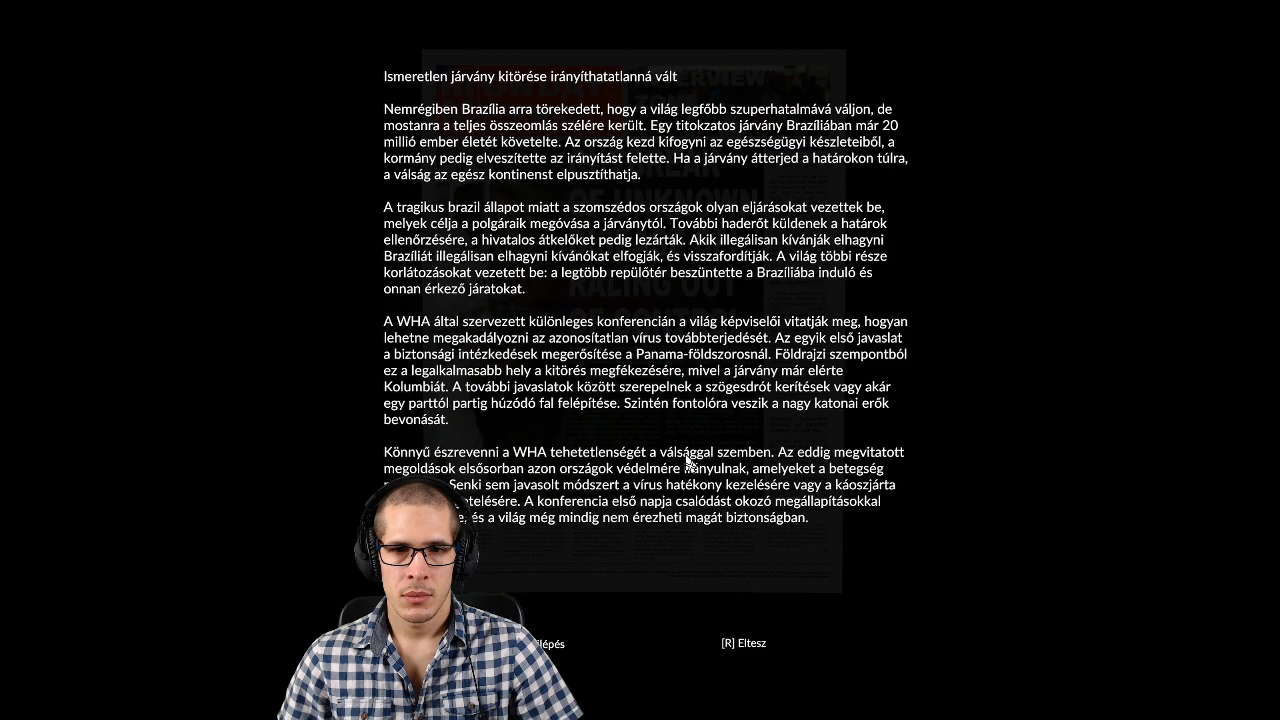 Ismeretlen járvány kitörése irányíthatatlanná vált
Nemrégiben Brazília arra törekedett, hogy a világ legfőbb szuperhatalmává váljon, de
mostanra a teljes összeomlás szélére került. Egy titokzatos járvány Brazíliában már 20
millió ember életét követelte. Az ország kezd kifogyni az egészségügyi készleteiből, a
kormány pedig elveszítette az irányítást felette. Ha a járvány átterjed a határokon túlra,
a válság az egész kontinenst elpusztíthatja.
A tragikus brazil állapot miatt a szomszédos országok olyan eljárásokat vezettek be,
melyek célja a polgáraik megóvása a járványtól. További haderőt küldenek a határok
ellenőrzésére, a hivatalos átkelőket pedig lezárták. Akik illegálisan kívánják elhagyni
Brazíliát illegálisan elhagyni kívánókat elfogják, és visszafordítják. A világ többi része
korlátozásokat vezetett be: a legtöbb repülőtér beszüntette a Brazíliába induló és
onnan érkező járatokat.
A WHA által szervezett különleges konferencián a világ képviselői vitatják meg, hogyan
lehetne megakadályozni az azonosítatlan vírus továbbterjedését. Az egyik első javaslat
a biztonsági intézkedések megerősítése a Panama-földszorosnál. Földrajzi szempontból
ez a legalkalmasabb hely a kitörés megfékezésére, mivel a járvány már elérte
Kolumbiát. A további javaslatok között szerepelnek a szögesdrót kerítések vagy akár
egy parttól partig húzódó fal felépítése. Szintén fontolóra veszik a nagy katonai erők
bevonását.
Könnyű észrevenni a WHA tehetetlenségét a válsággal szemben. Az eddig megvitatott
megoldások elsősorban azon országok védelmére irányulnak, amelyeket a betegség
Senki sem javasolt módszert a vírus hatékony kezelésére vagy a káoszjárta
A konferencia első napja csalódást okozó megállapításokkal
és a világ még mindig nem érezheti magát biztonságban.
[R] Eltesz